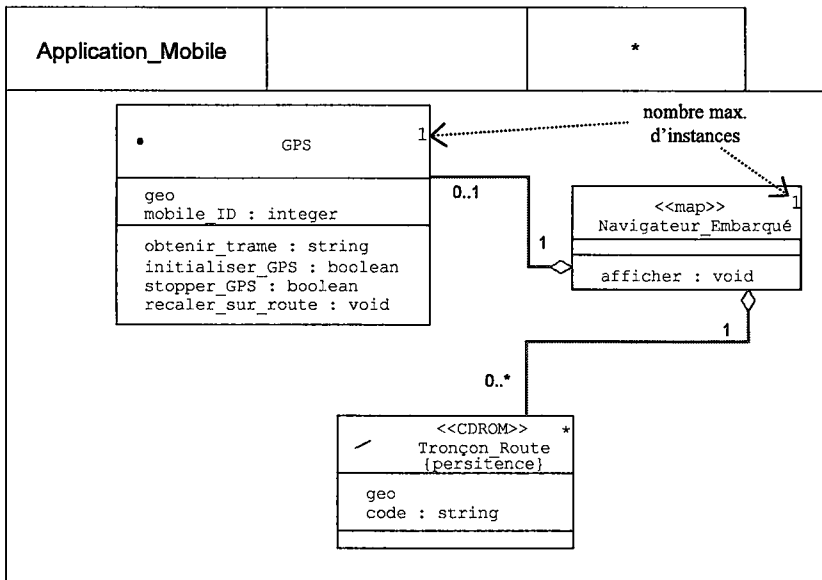 Application_Mobile
*
nombre max.
d'instances
GPS
1
geo
mobile_ID : integer
obtenir_trame : string
initialiser_GPS : boolean
stopper_GPS : boolean
recaler_sur_route : void
0..1
1
<<map>>
1
Navigateur_Embarqué
afficher : void
1
0..*
<<CDROM>>
*
Tronçon_Route
{persitence}
geo
code : string